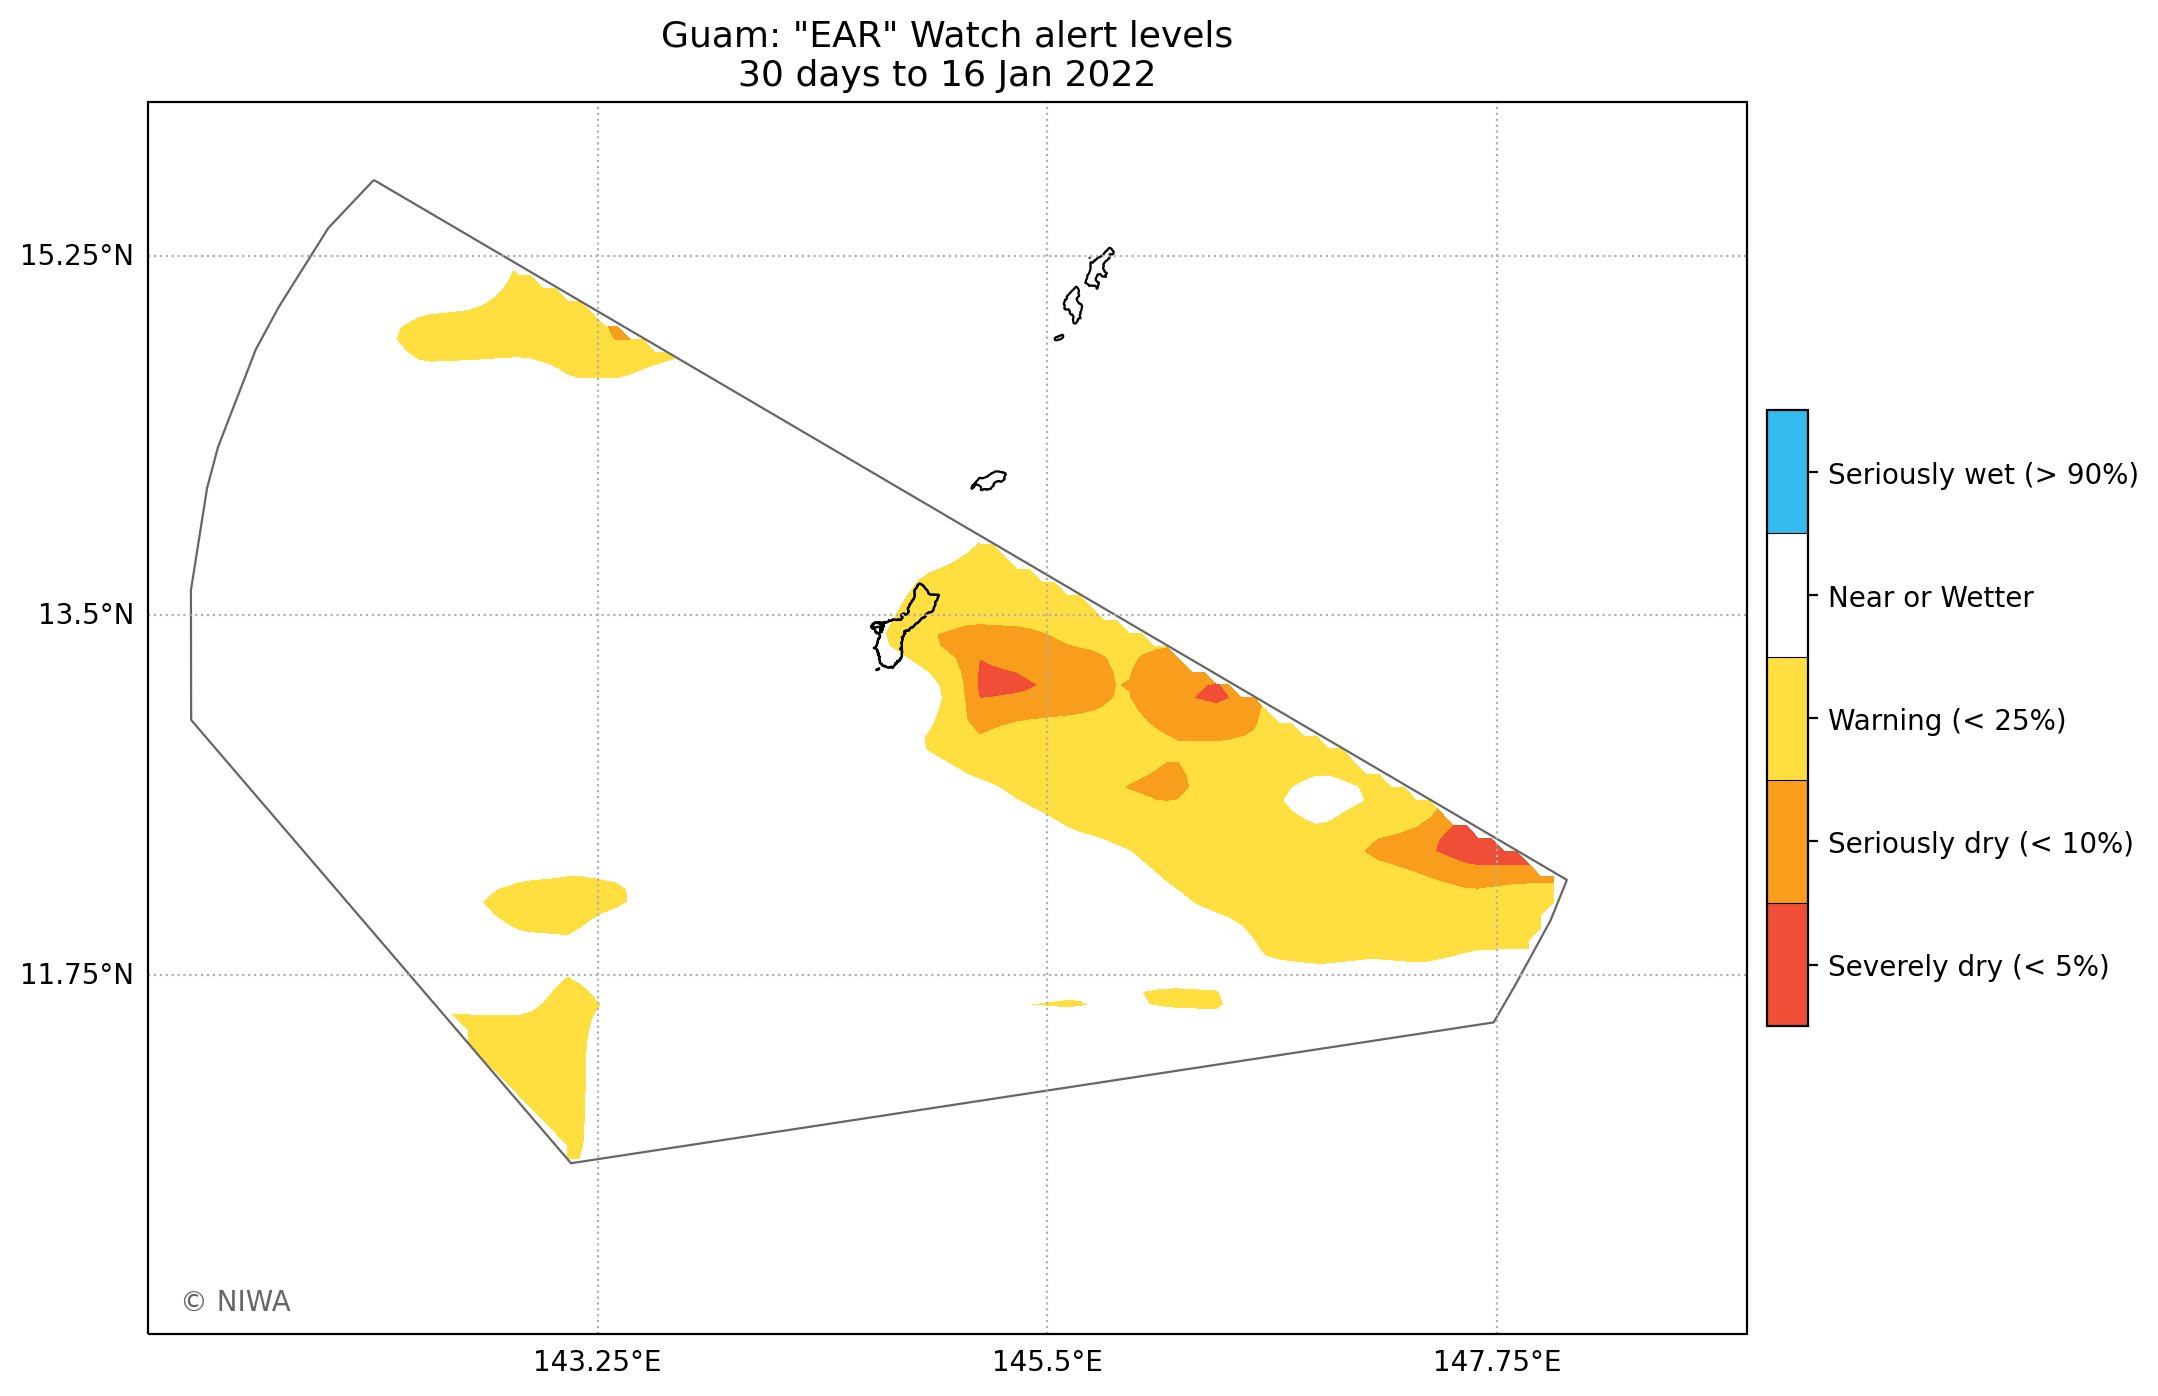 Guam: "EAR" Watch alert levels
30 days to 16 Jan 2022
15.25°N
13.5°N
11.75°N
143.25°E
145.5°E
147.75°E
Seriously wet (> 90%)
Near or Wetter
Warning (< 25%)
Seriously dry (< 10%)
Severely dry (< 5%)
© NIWA